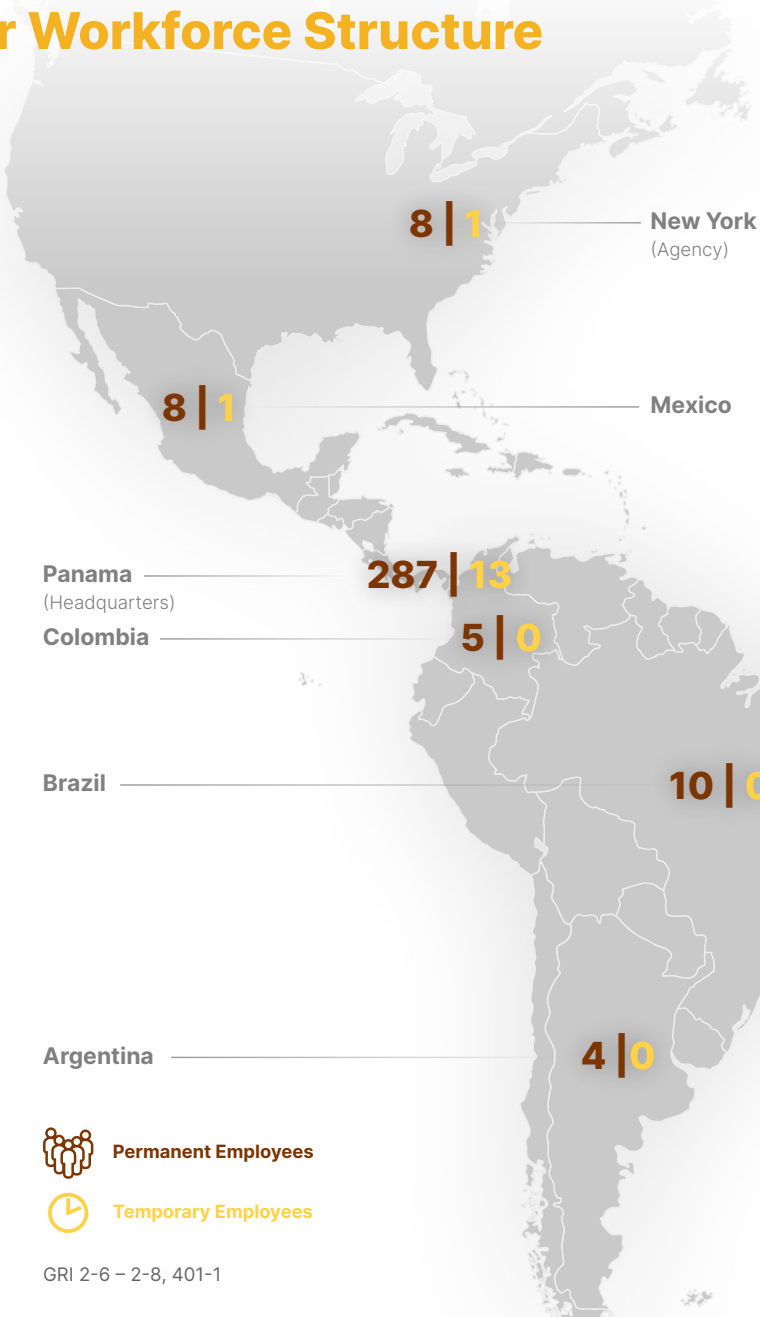 r Workforce Structure
8 | 1
New York
(Agency)
8 | 1
Mexico
Panama
287 | 13
(Headquarters)
Colombia
5 | 0
Brazil
10 | 0
Argentina
4 | 0
Permanent Employees
Temporary Employees
GRI 2-6 – 2-8, 401-1